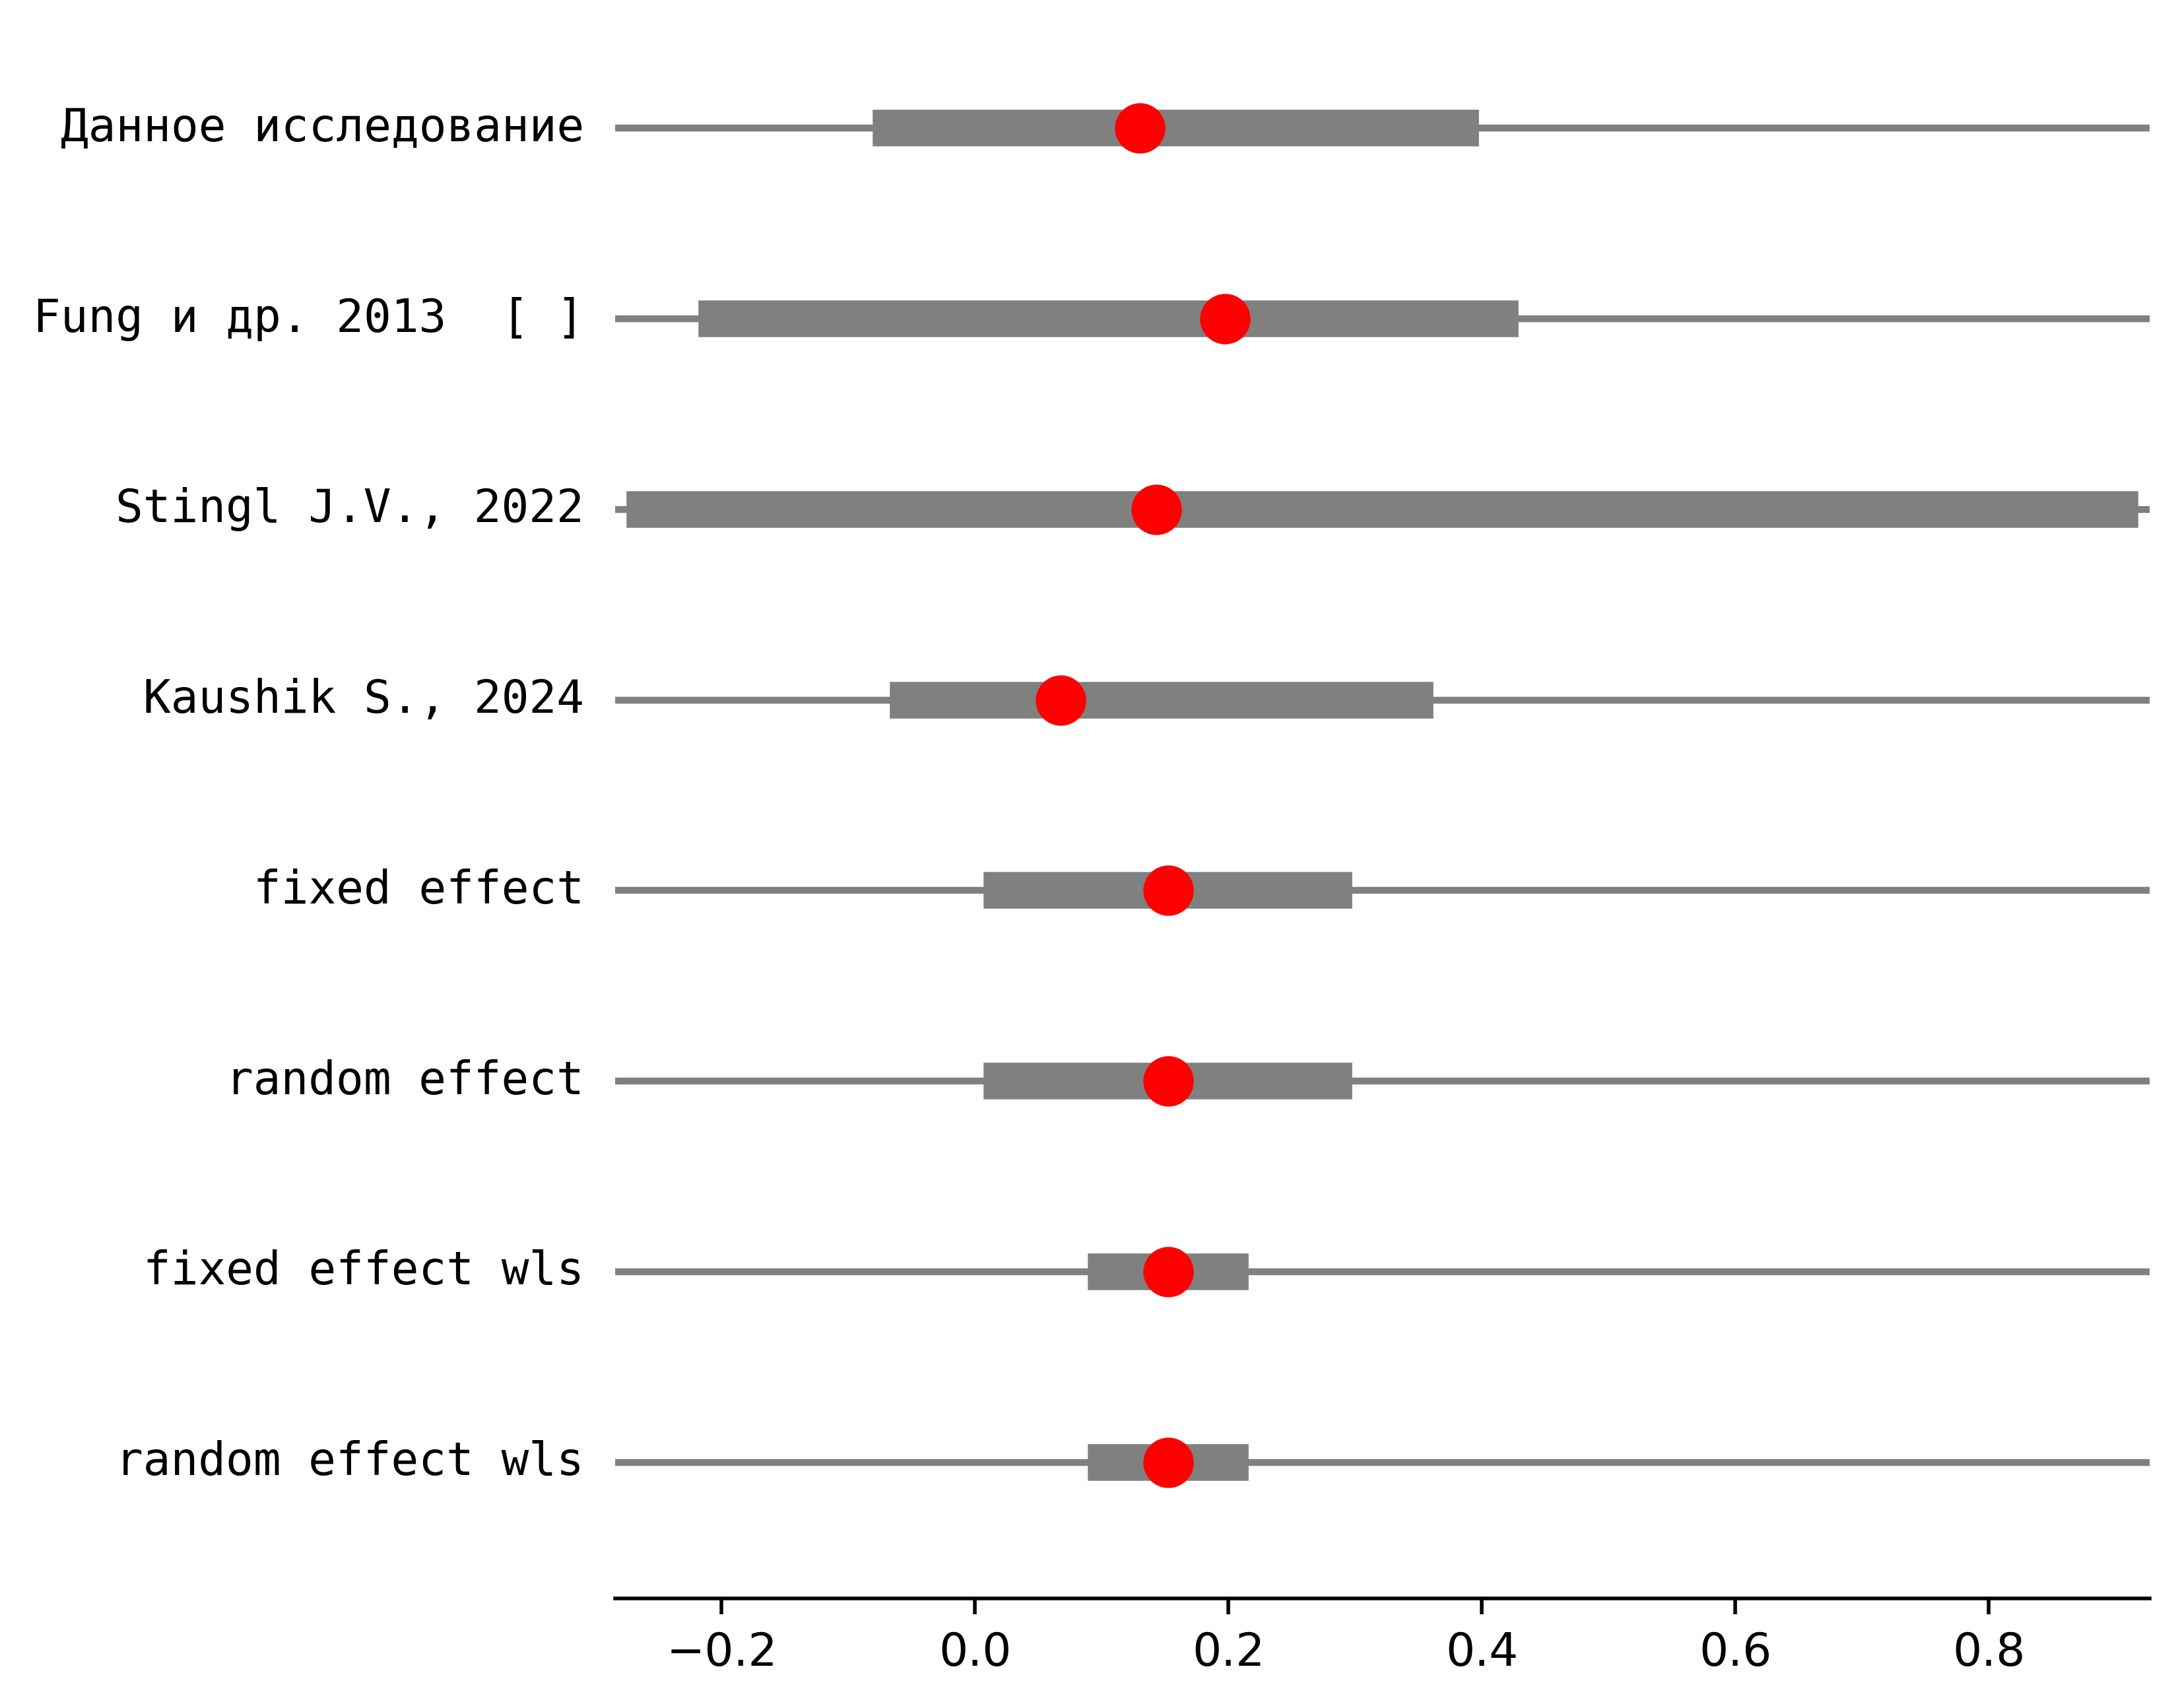 Данное исследование
Fung и др. 2013  [ ]
Stingl J.V., 2022
Kaushik S., 2024
fixed effect
random effect
fixed effect wls
random effect wls
−0.2 0.0 0.2 0.4 0.6 0.8